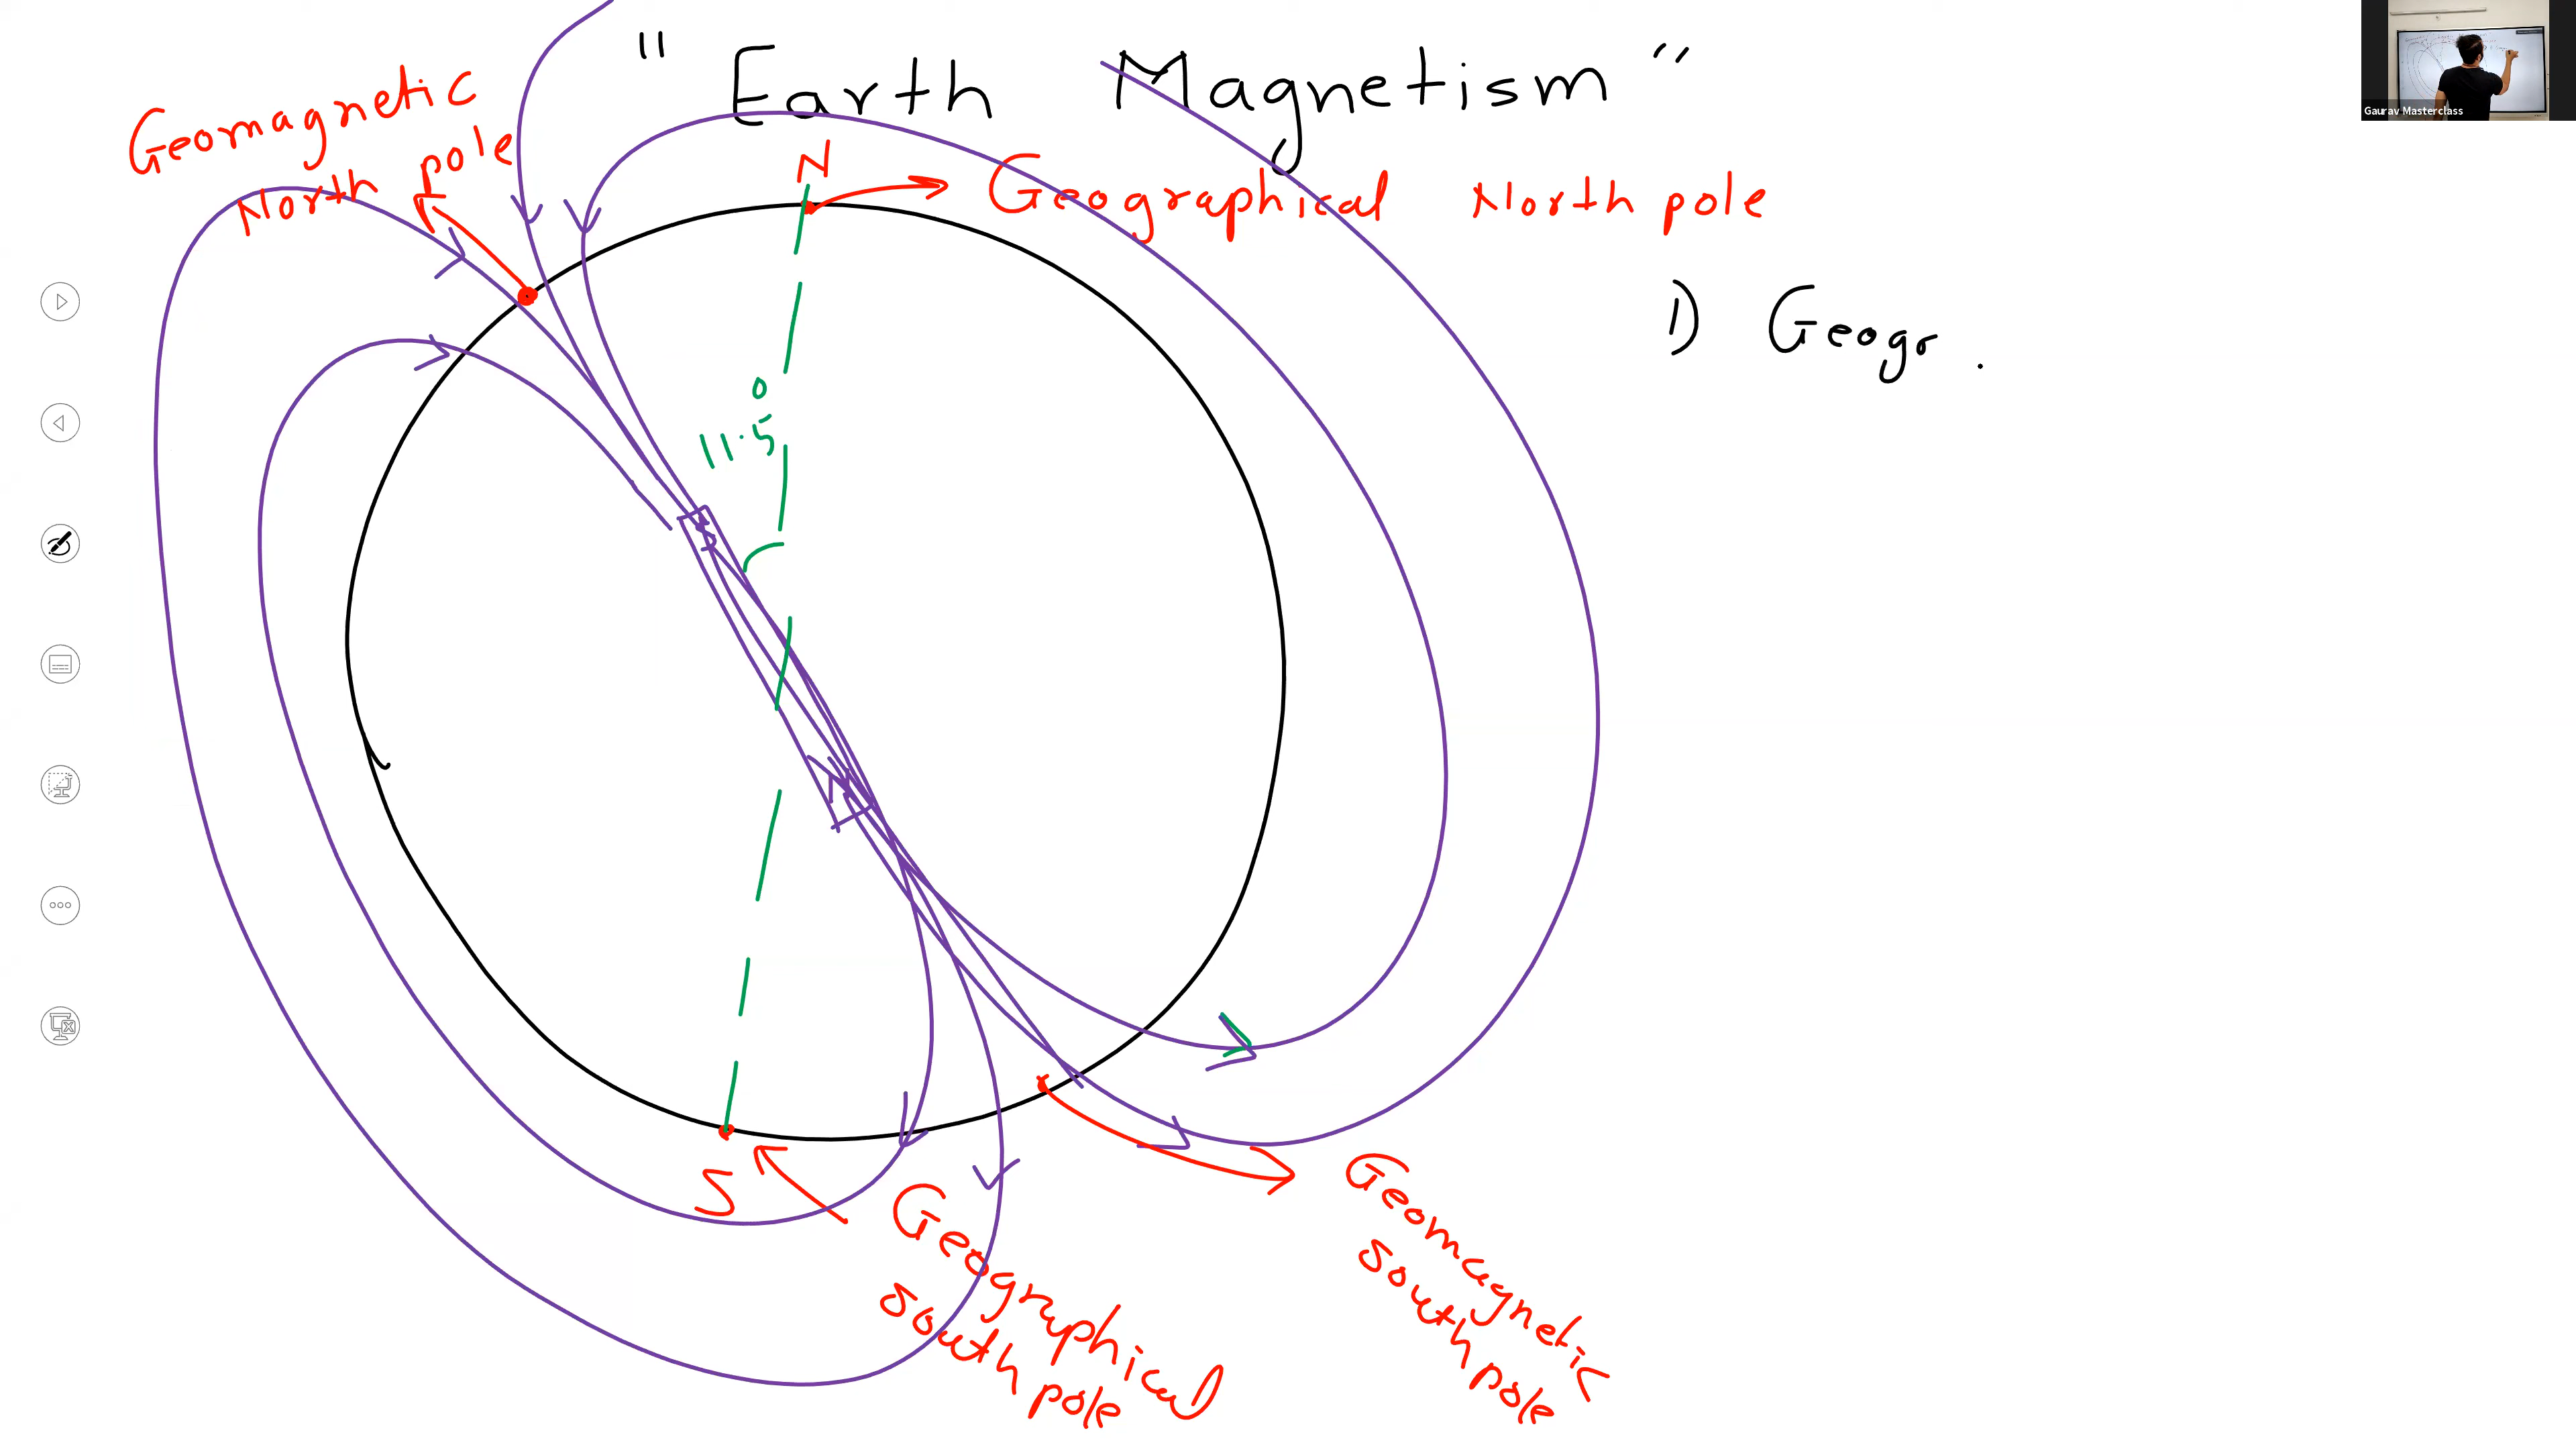 " Earth Magnetism "
Geomagnetic
North pole
N
Geographical North pole
1) Geogr
0
11.5
S
N
S
Geographical
south pole
Geomagnetic
south pole
Gaurav Masterclass